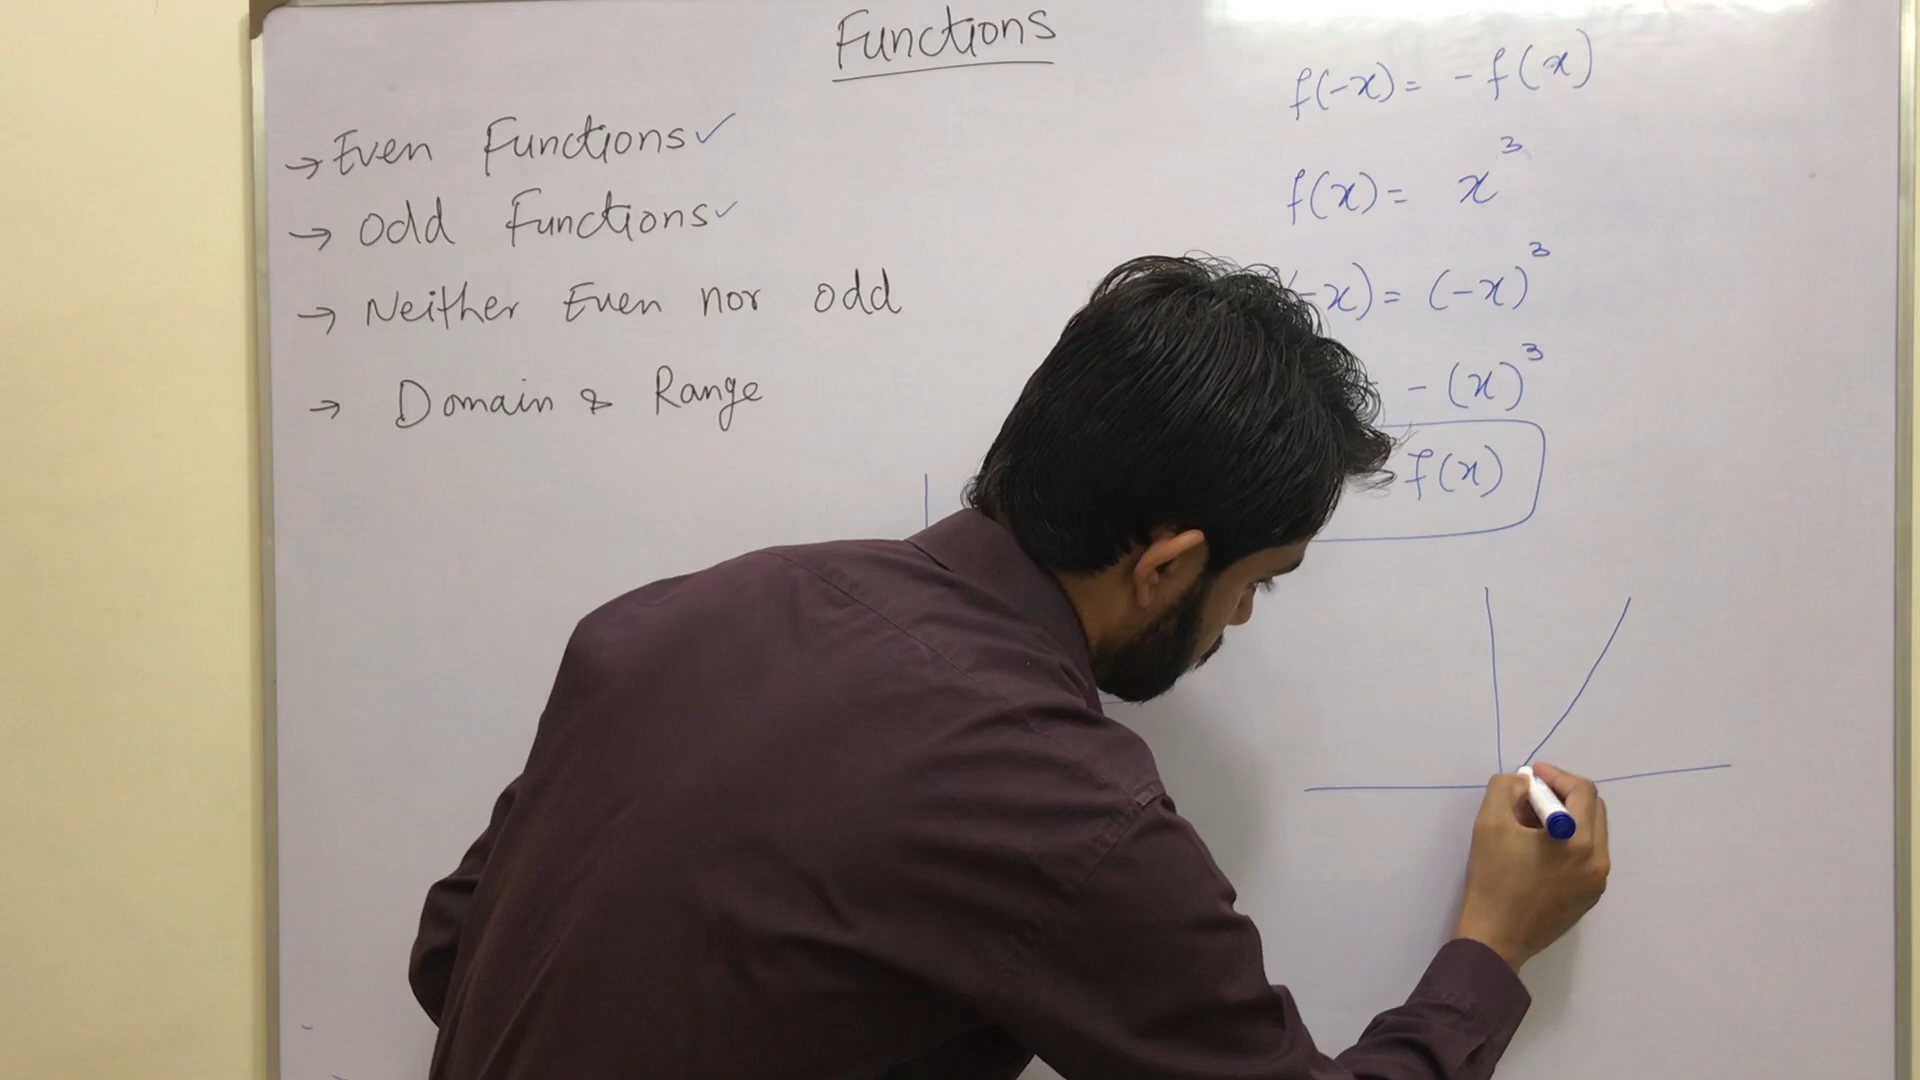 Functions
→ Even Functions ✓
→ Odd Functions ✓
→ Neither Even nor odd
→ Domain & Range
f(-x) = - f(x)
f(x) = x³
-x) = (-x)³
- (x)³
f(x)